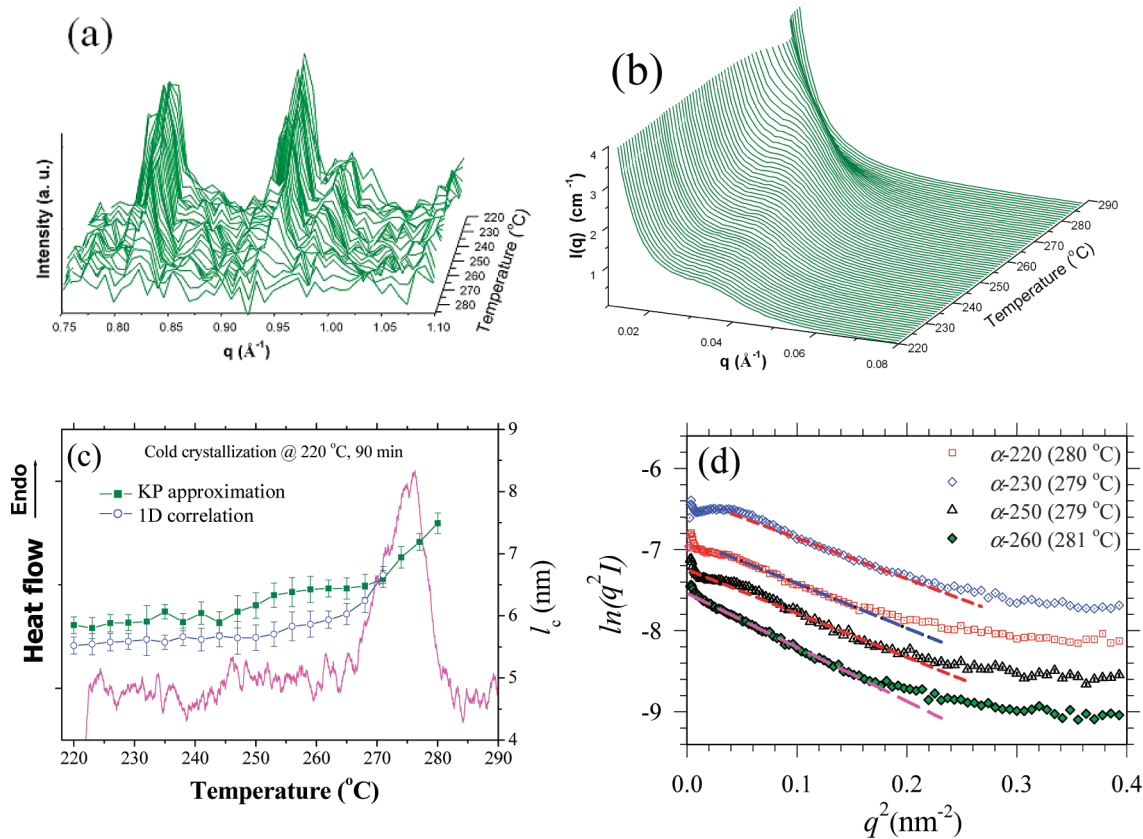 (a)
Intensity (a. u.)
0.75 0.80 0.85 0.90 0.95 1.00 1.05 1.10
q (Å⁻¹)
220
230
240
250
260
270
280
Temperature (°C)
(b)
I(q) (cm⁻¹)
4
3
2
1
0.02 0.04 0.06 0.08
q (Å⁻¹)
290
280
270
260
250
240
230
220
Temperature (°C)
(c)
Cold crystallization @ 220 °C, 90 min
KP approximation
1D correlation
Endo
Heat flow
9
8
7
6
5
4
l_c (nm)
220 230 240 250 260 270 280 290
Temperature (°C)
(d)
α-220 (280 °C)
α-230 (279 °C)
α-250 (279 °C)
α-260 (281 °C)
-6
-7
-8
-9
ln(q²I)
0.0 0.1 0.2 0.3 0.4
q²(nm⁻²)